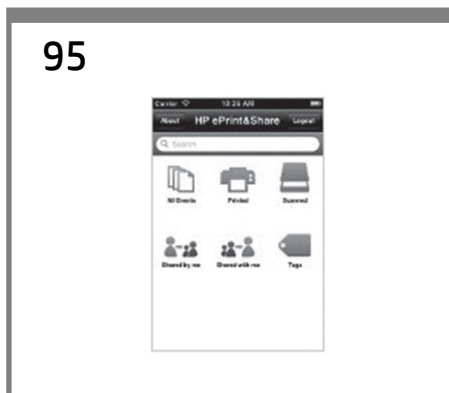 95
Carrier 10:25 AM
About HP ePrint&Share Logout
Search
All Events Printed Scanned
Shared by me Shared with me Tags